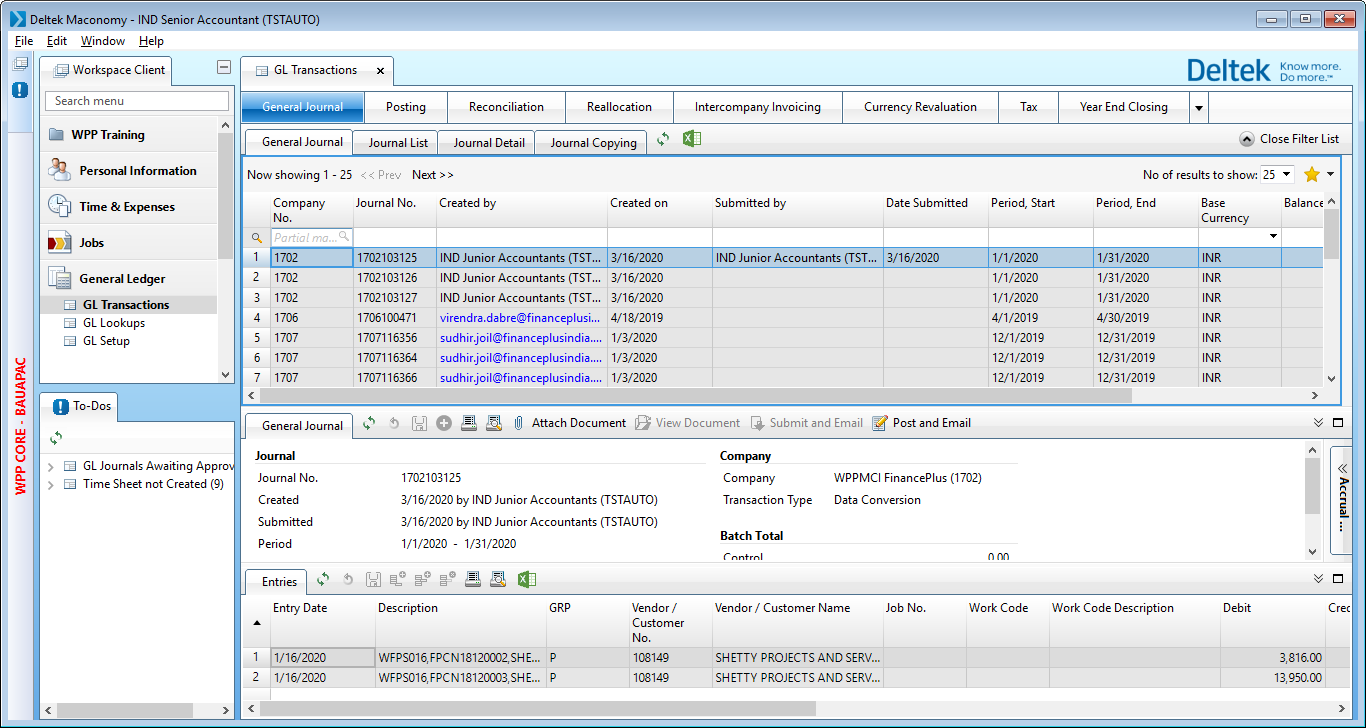 Deltek Maconomy - IND Senior Accountant (TSTAUTO)
File Edit Window Help
Workspace Client
Search menu
WPP Training
Personal Information
Time & Expenses
Jobs
General Ledger
GL Transactions
GL Lookups
GL Setup
To-Dos
GL Journals Awaiting Approv
Time Sheet not Created (9)
WPP CORE - BAUAPAC
GL Transactions
Deltek Know more. Do more.™
General Journal Posting Reconciliation Reallocation Intercompany Invoicing Currency Revaluation Tax Year End Closing
General Journal Journal List Journal Detail Journal Copying Close Filter List
Now showing 1 - 25 << Prev Next >> No of results to show: 25
Company No. Journal No. Created by Created on Submitted by Date Submitted Period, Start Period, End Base Currency Balance
Partial ma...
1 1702 1702103125 IND Junior Accountants (TST... 3/16/2020 IND Junior Accountants (TST... 3/16/2020 1/1/2020 1/31/2020 INR
2 1702 1702103126 IND Junior Accountants (TST... 3/16/2020 1/1/2020 1/31/2020 INR
3 1702 1702103127 IND Junior Accountants (TST... 3/16/2020 1/1/2020 1/31/2020 INR
4 1706 1706100471 virendra.dabre@financeplusi... 4/18/2019 4/1/2019 4/30/2019 INR
5 1707 1707116356 sudhir.joil@financeplusindia.... 1/3/2020 12/1/2019 12/31/2019 INR
6 1707 1707116364 sudhir.joil@financeplusindia.... 1/3/2020 12/1/2019 12/31/2019 INR
7 1707 1707116366 sudhir.joil@financeplusindia.... 1/3/2020 12/1/2019 12/31/2019 INR
General Journal Attach Document View Document Submit and Email Post and Email
Journal
Journal No. 1702103125
Created 3/16/2020 by IND Junior Accountants (TSTAUTO)
Submitted 3/16/2020 by IND Junior Accountants (TSTAUTO)
Period 1/1/2020 - 1/31/2020
Company
Company WPPMCI FinancePlus (1702)
Transaction Type Data Conversion
Batch Total
Control 0.00
Accrual ...
Entries
Entry Date Description GRP Vendor / Customer No. Vendor / Customer Name Job No. Work Code Work Code Description Debit Cred
1 1/16/2020 WFPS016,FPCN18120002,SHE... P 108149 SHETTY PROJECTS AND SERV... 3,816.00
2 1/16/2020 WFPS016,FPCN18120003,SHE... P 108149 SHETTY PROJECTS AND SERV... 13,950.00